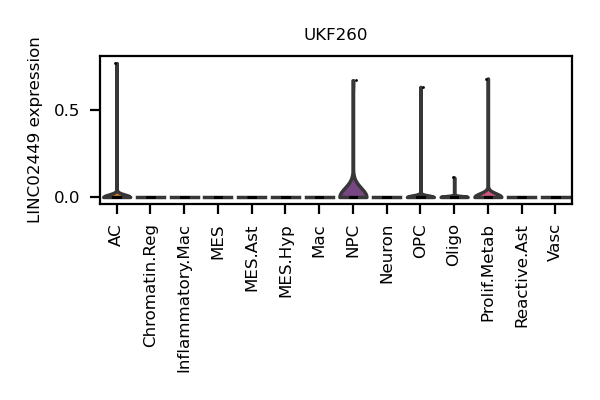 UKF260
LINC02449 expression
0.5
0.0
AC
Chromatin.Reg
Inflammatory.Mac
MES
MES.Ast
MES.Hyp
Mac
NPC
Neuron
OPC
Oligo
Prolif.Metab
Reactive.Ast
Vasc